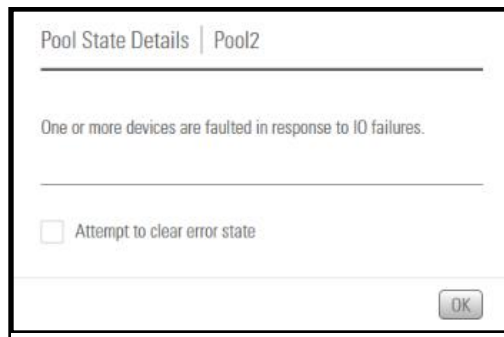 Pool State Details | Pool2
One or more devices are faulted in response to IO failures.
Attempt to clear error state
OK